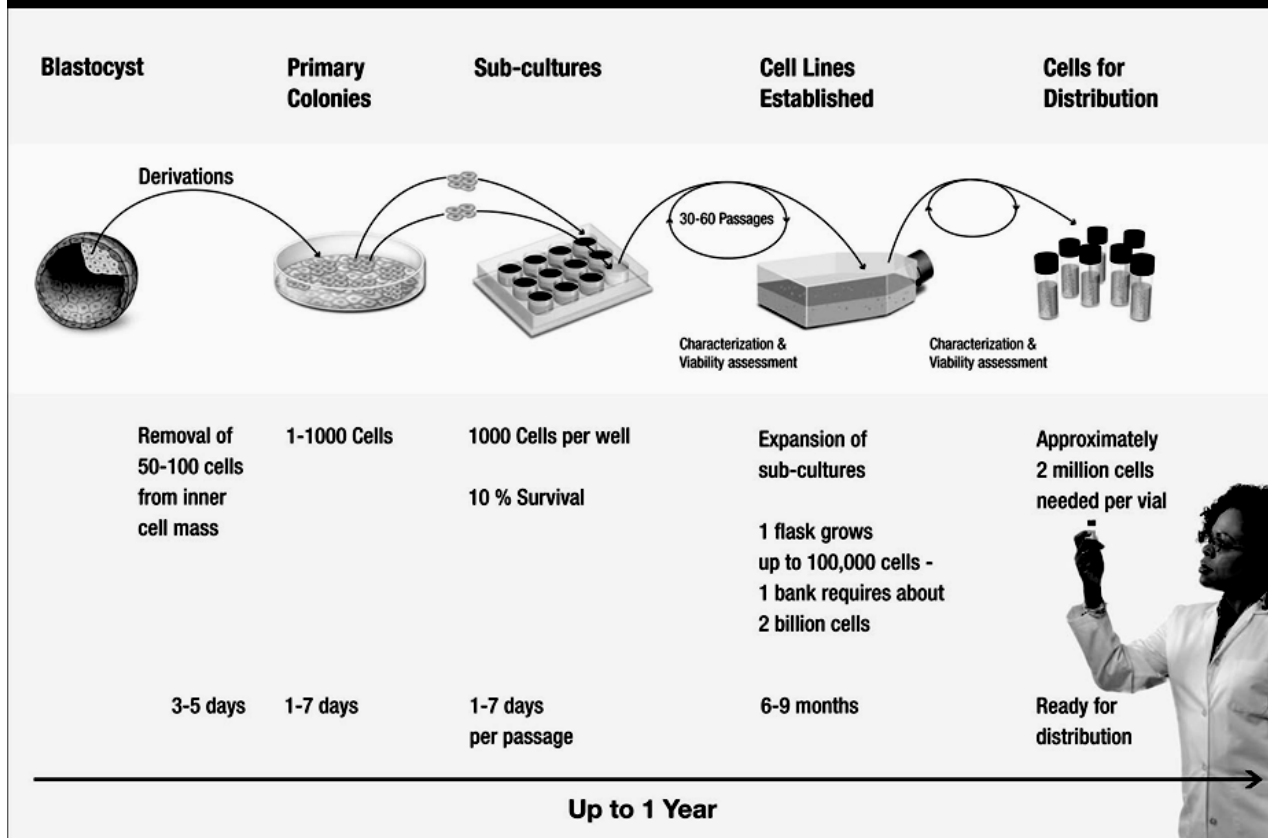 Blastocyst
Primary
Colonies
Sub-cultures
Cell Lines
Established
Cells for
Distribution
Derivations
30-60 Passages
Characterization &
Viability assessment
Characterization &
Viability assessment
Removal of
50-100 cells
from inner
cell mass
1-1000 Cells
1000 Cells per well
10 % Survival
Expansion of
sub-cultures
1 flask grows
up to 100,000 cells -
1 bank requires about
2 billion cells
Approximately
2 million cells
needed per vial
3-5 days
1-7 days
1-7 days
per passage
6-9 months
Ready for
distribution
Up to 1 Year